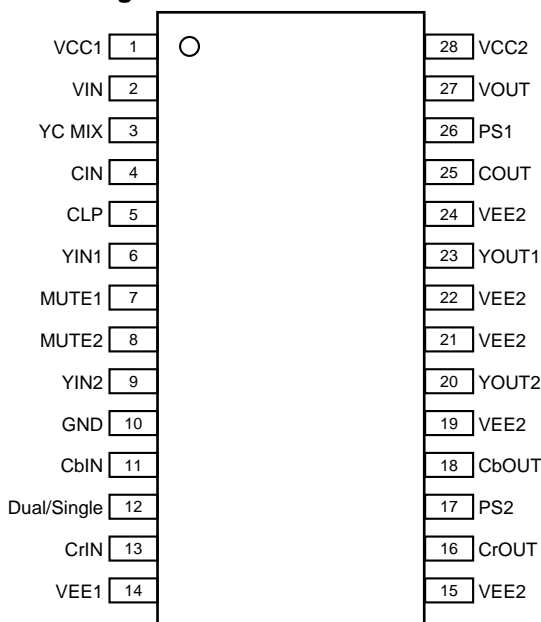 VCC1 1 28 VCC2
VIN 2 27 VOUT
YC MIX 3 26 PS1
CIN 4 25 COUT
CLP 5 24 VEE2
YIN1 6 23 YOUT1
MUTE1 7 22 VEE2
MUTE2 8 21 VEE2
YIN2 9 20 YOUT2
GND 10 19 VEE2
CbIN 11 18 CbOUT
Dual/Single 12 17 PS2
CrIN 13 16 CrOUT
VEE1 14 15 VEE2